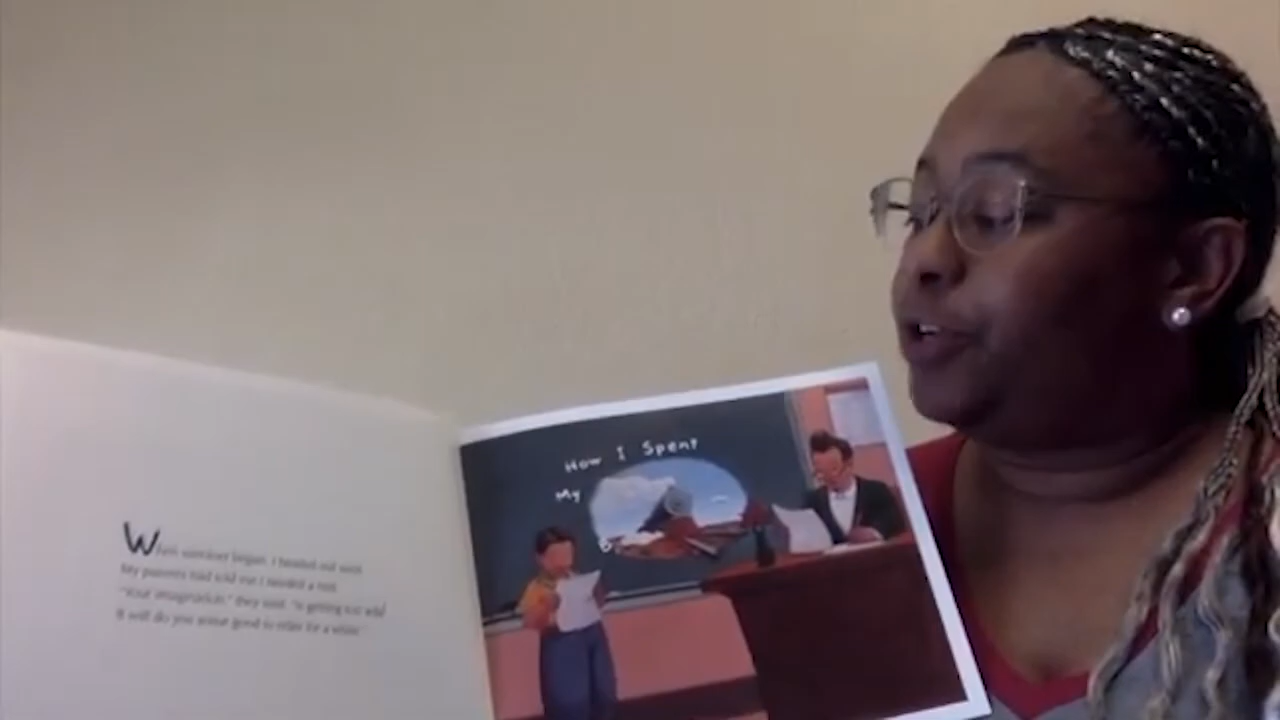 When summer began, I headed out west.
My parents had told me I needed a rest.
"Your imagination," they said, "is getting too wild
It will do you some good to relax for a while."
How I Spent
My